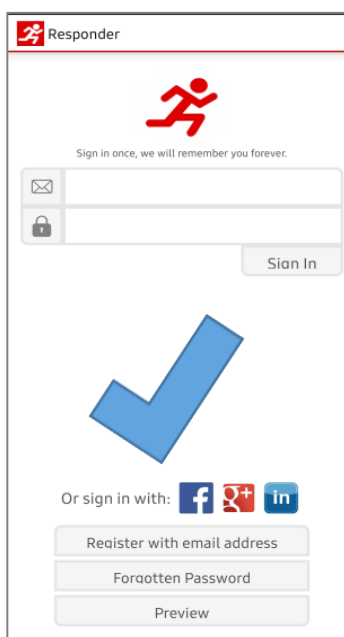 Responder
Sign in once, we will remember you forever.
Sign In
Or sign in with: f g+ in
Register with email address
Forgotten Password
Preview